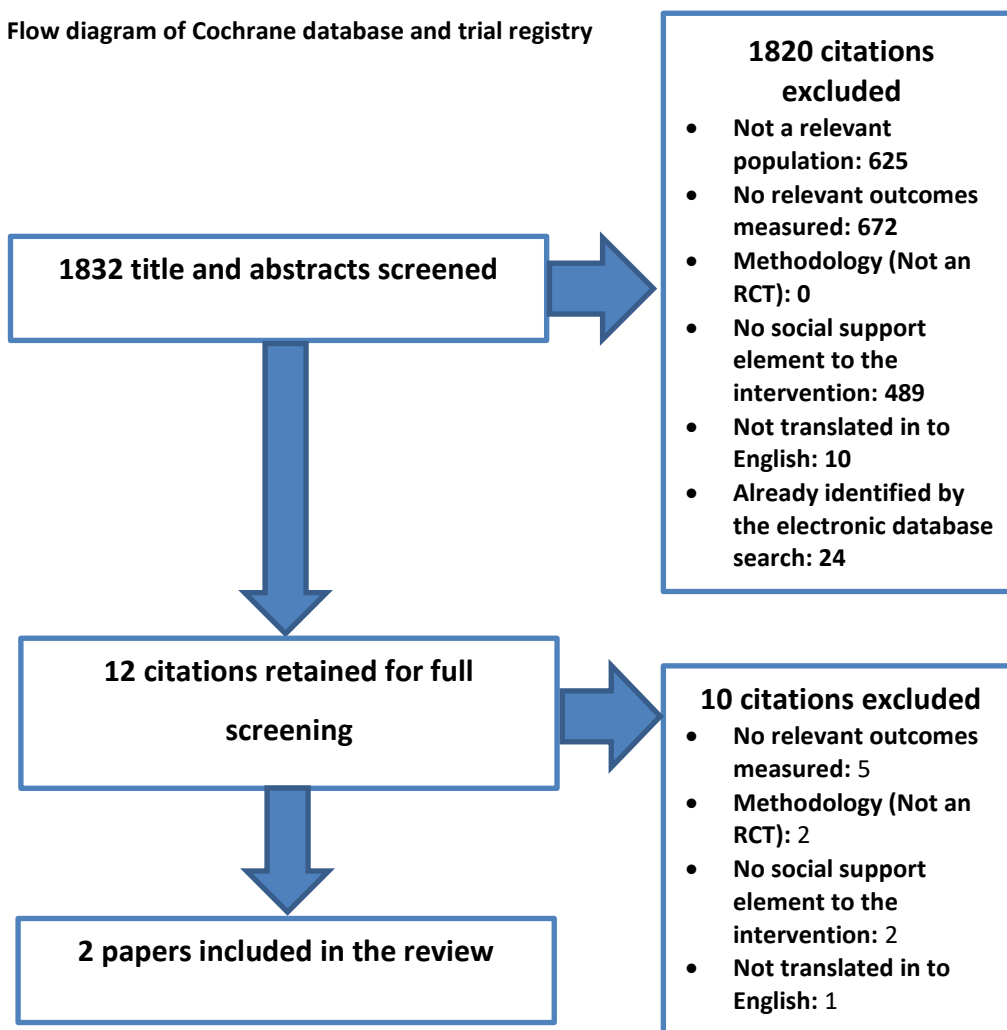 Flow diagram of Cochrane database and trial registry
1820 citations
excluded
• Not a relevant
population: 625
• No relevant outcomes
measured: 672
• Methodology (Not an
RCT): 0
• No social support
element to the
intervention: 489
• Not translated in to
English: 10
• Already identified by
the electronic database
search: 24
1832 title and abstracts screened
12 citations retained for full
screening
10 citations excluded
• No relevant outcomes
measured: 5
• Methodology (Not an
RCT): 2
• No social support
element to the
intervention: 2
• Not translated in to
English: 1
2 papers included in the review